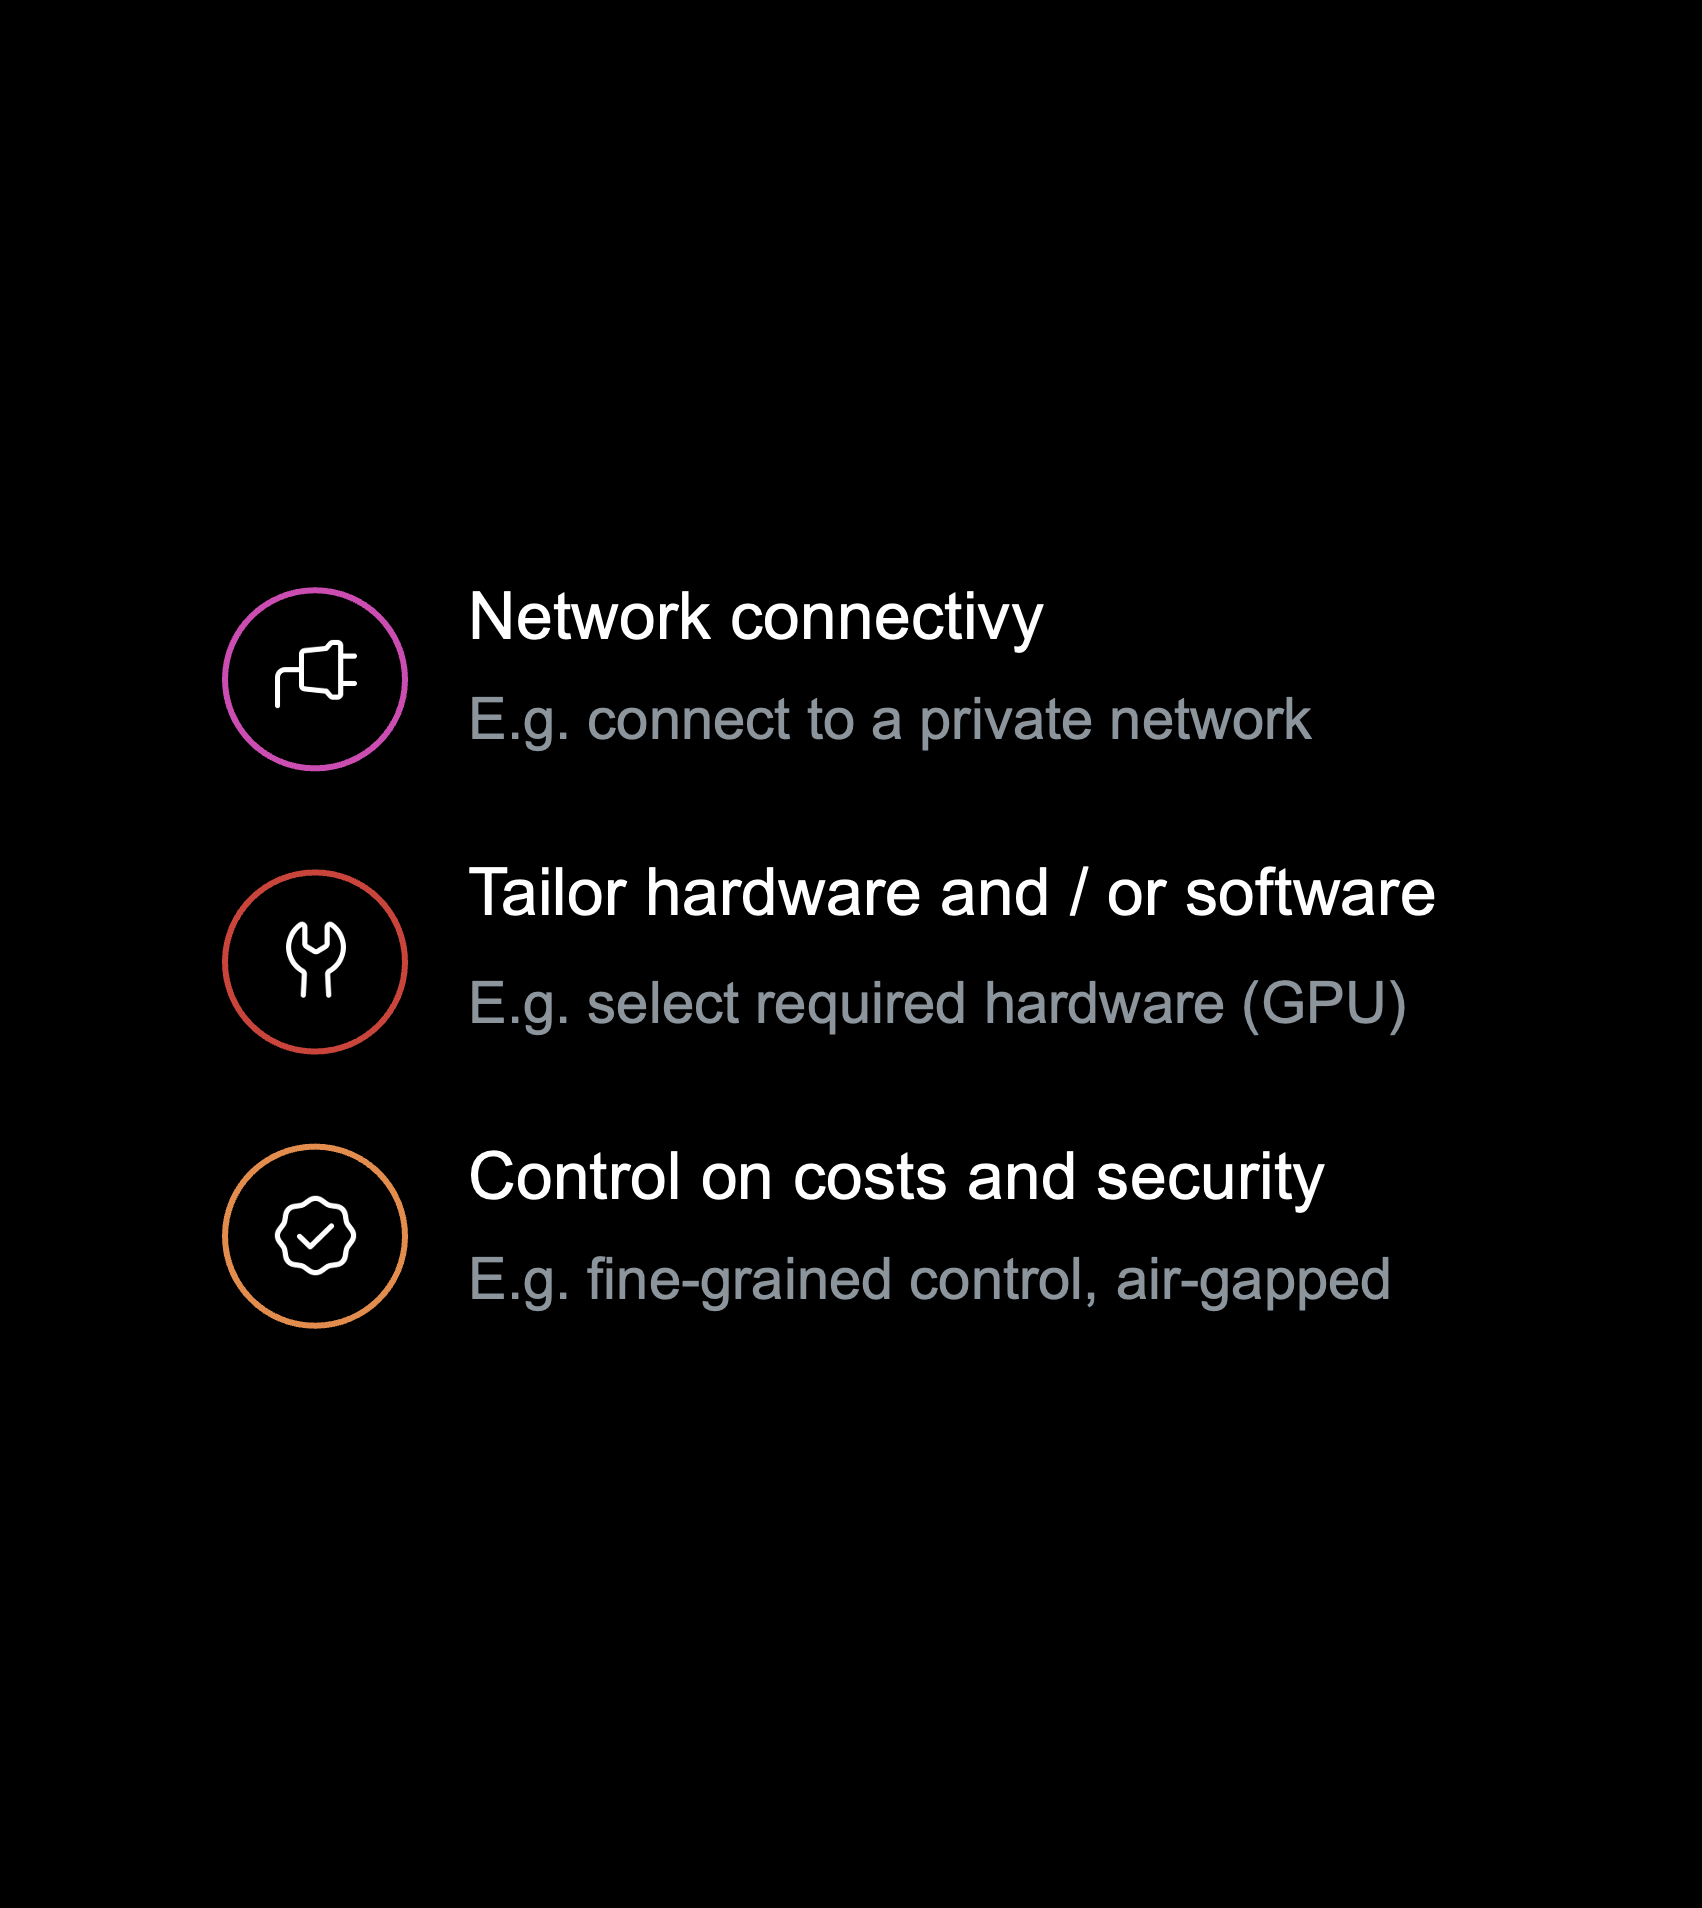 Network connectivy
E.g. connect to a private network
Tailor hardware and / or software
E.g. select required hardware (GPU)
Control on costs and security
E.g. fine-grained control, air-gapped